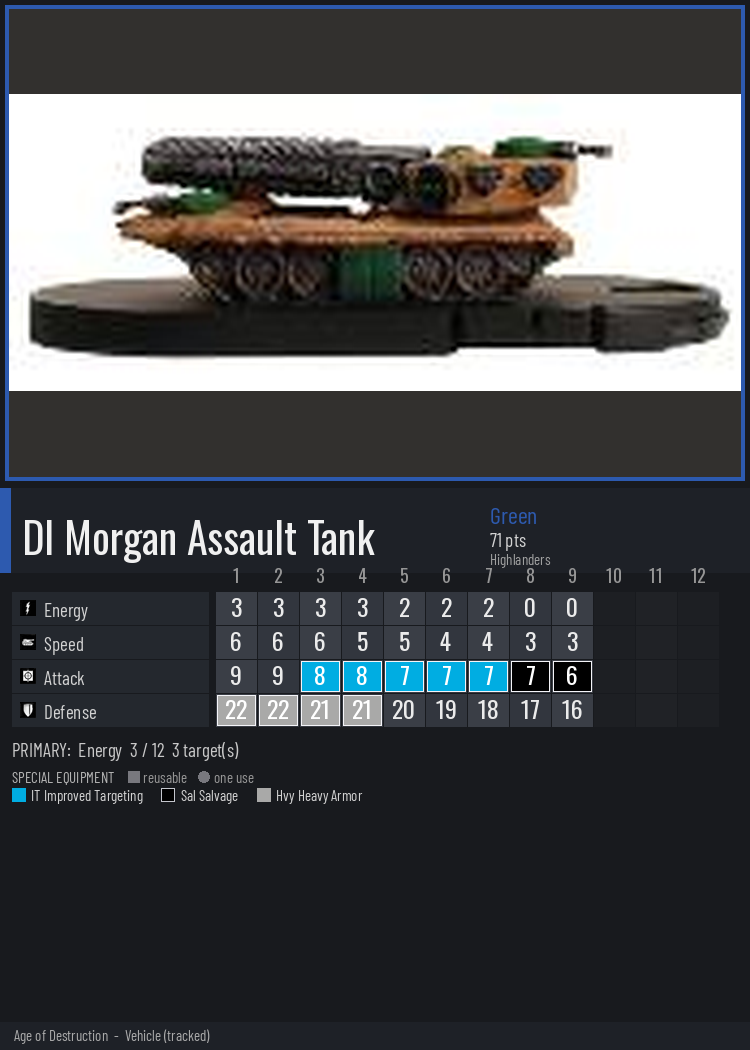 DI Morgan Assault Tank
Green
71 pts
Highlanders
1 2 3 4 5 6 7 8 9 10 11 12
Energy 3 3 3 3 2 2 2 0 0
Speed 6 6 6 5 5 4 4 3 3
Attack 9 9 8 8 7 7 7 7 6
Defense 22 22 21 21 20 19 18 17 16
PRIMARY: Energy 3 / 12 3 target(s)
SPECIAL EQUIPMENT reusable one use
IT Improved Targeting Sal Salvage Hvy Heavy Armor
Age of Destruction - Vehicle (tracked)